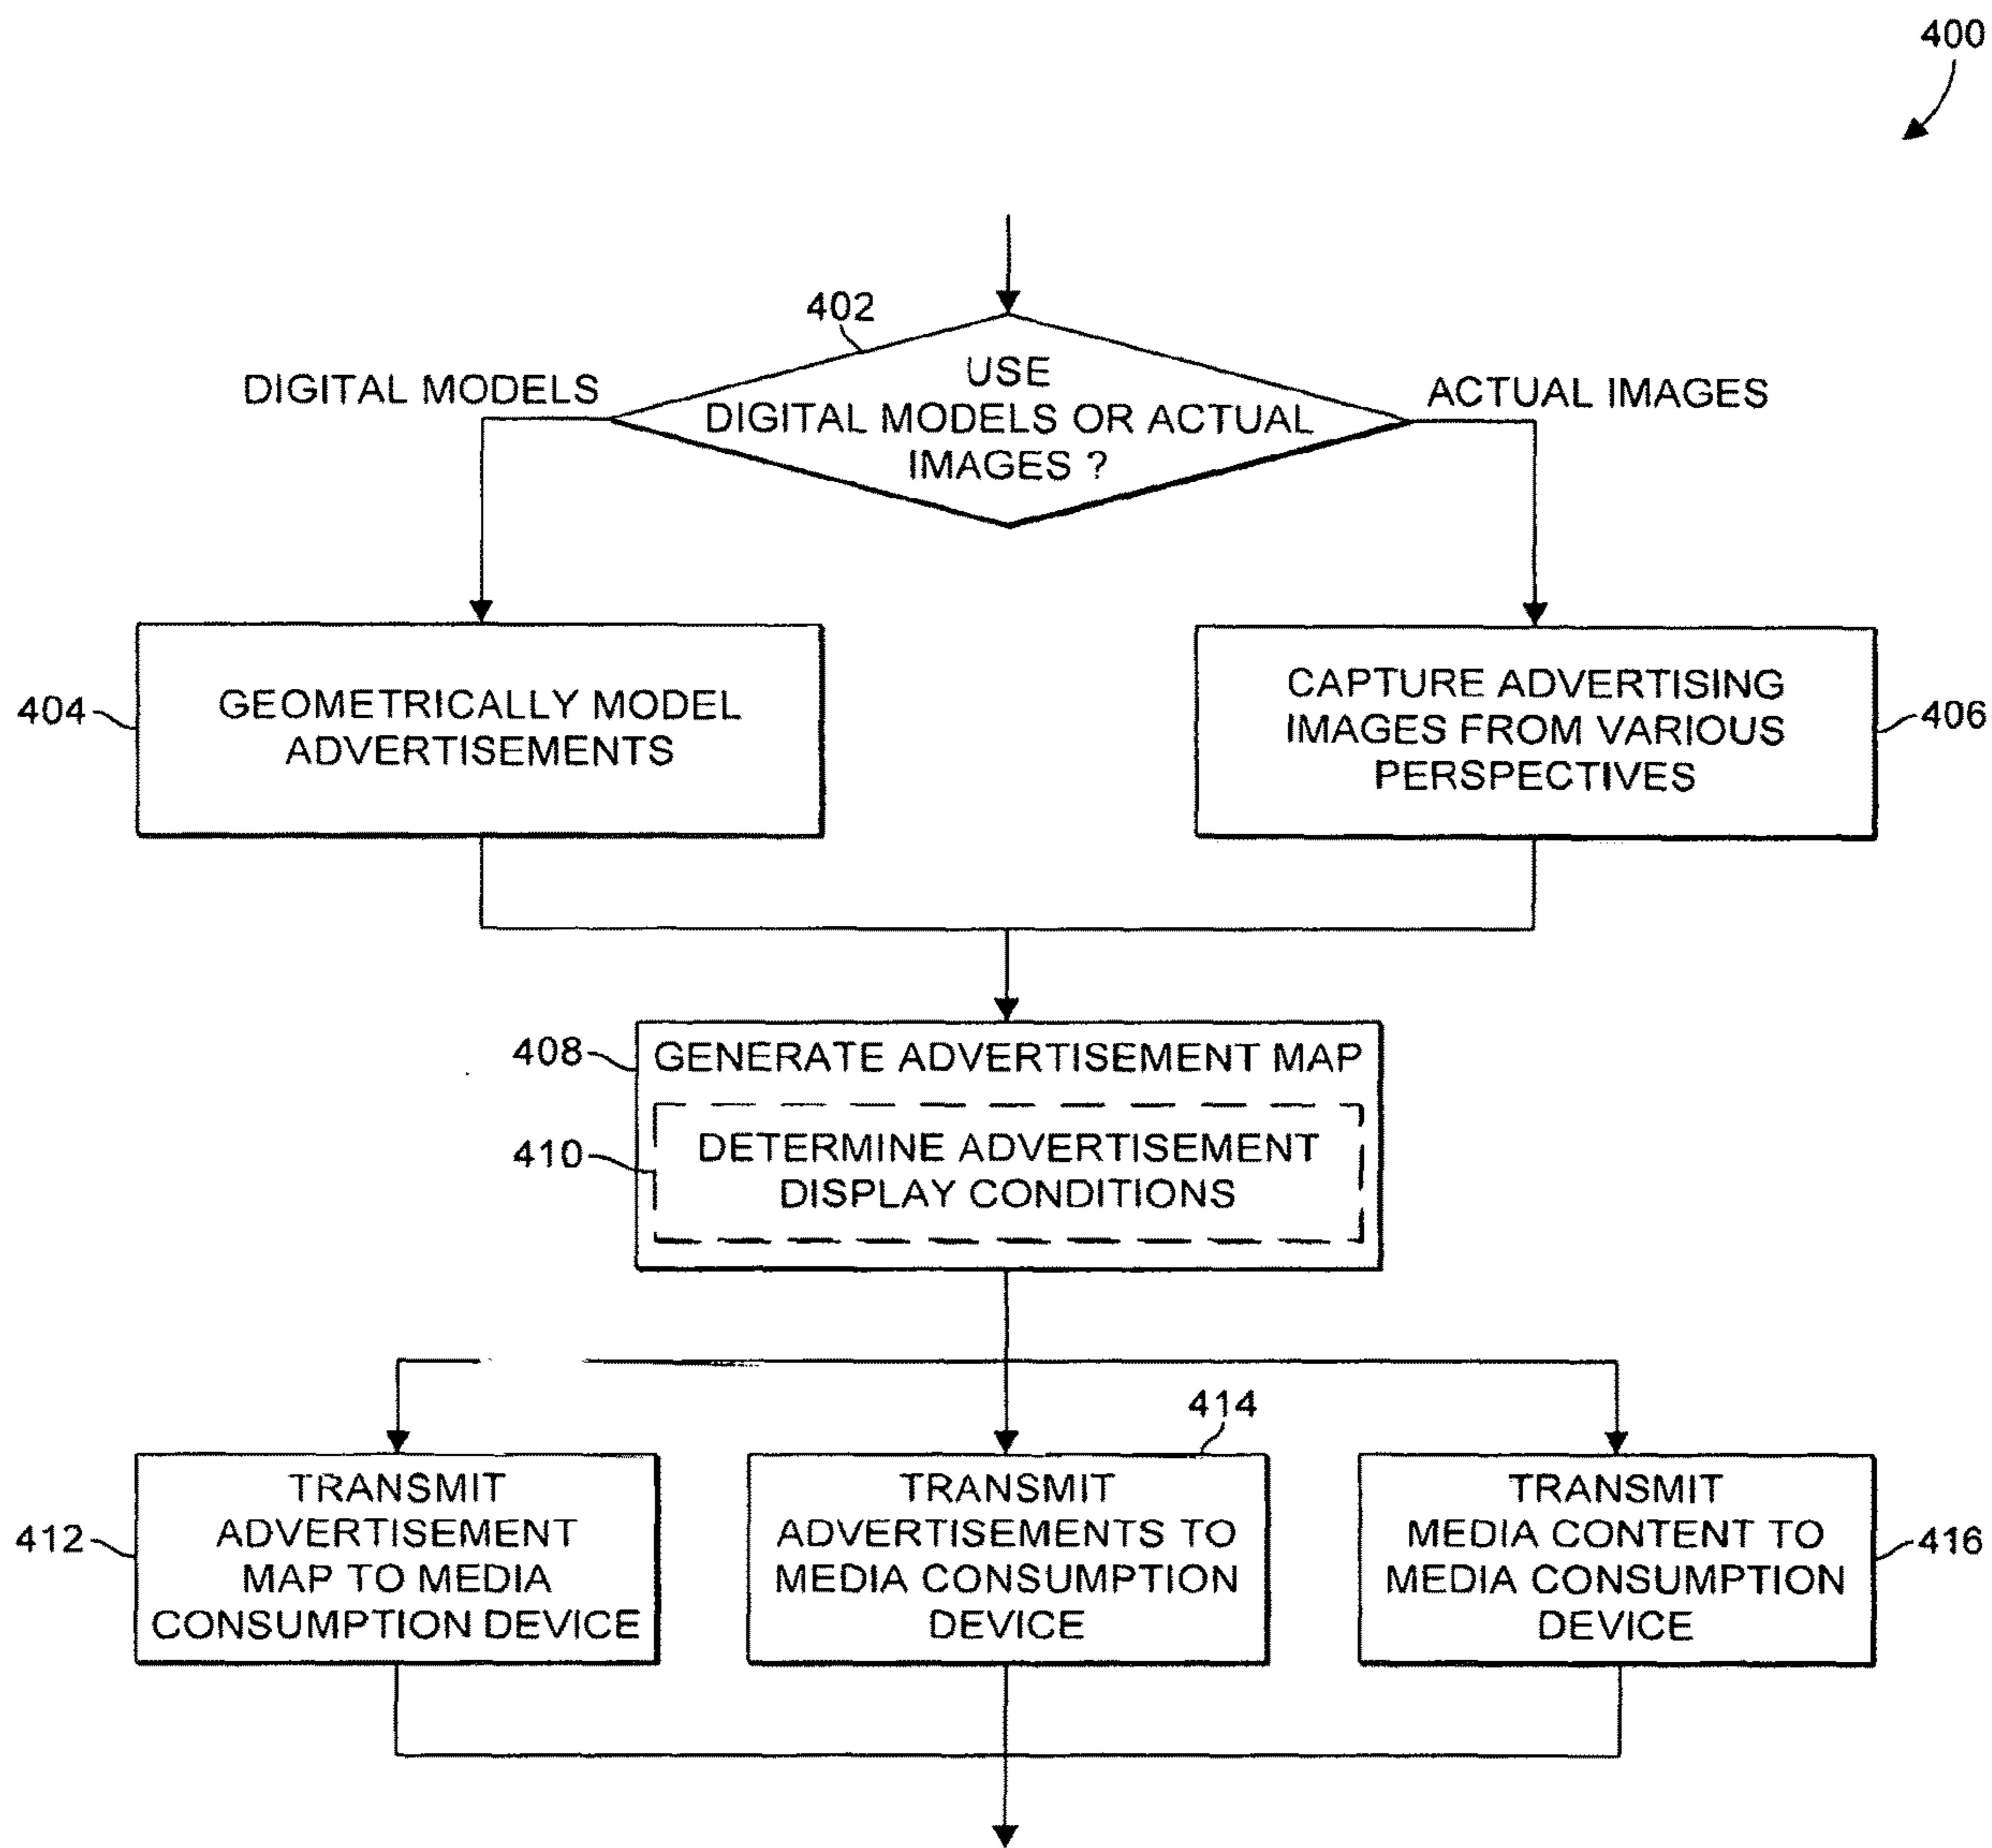 400
402
USE
DIGITAL MODELS OR ACTUAL
IMAGES ?
DIGITAL MODELS
ACTUAL IMAGES
404
GEOMETRICALLY MODEL
ADVERTISEMENTS
CAPTURE ADVERTISING
IMAGES FROM VARIOUS
PERSPECTIVES
406
408
GENERATE ADVERTISEMENT MAP
410
DETERMINE ADVERTISEMENT
DISPLAY CONDITIONS
412
TRANSMIT
ADVERTISEMENT
MAP TO MEDIA
CONSUMPTION DEVICE
414
TRANSMIT
ADVERTISEMENTS TO
MEDIA CONSUMPTION
DEVICE
TRANSMIT
MEDIA CONTENT TO
MEDIA CONSUMPTION
DEVICE
416